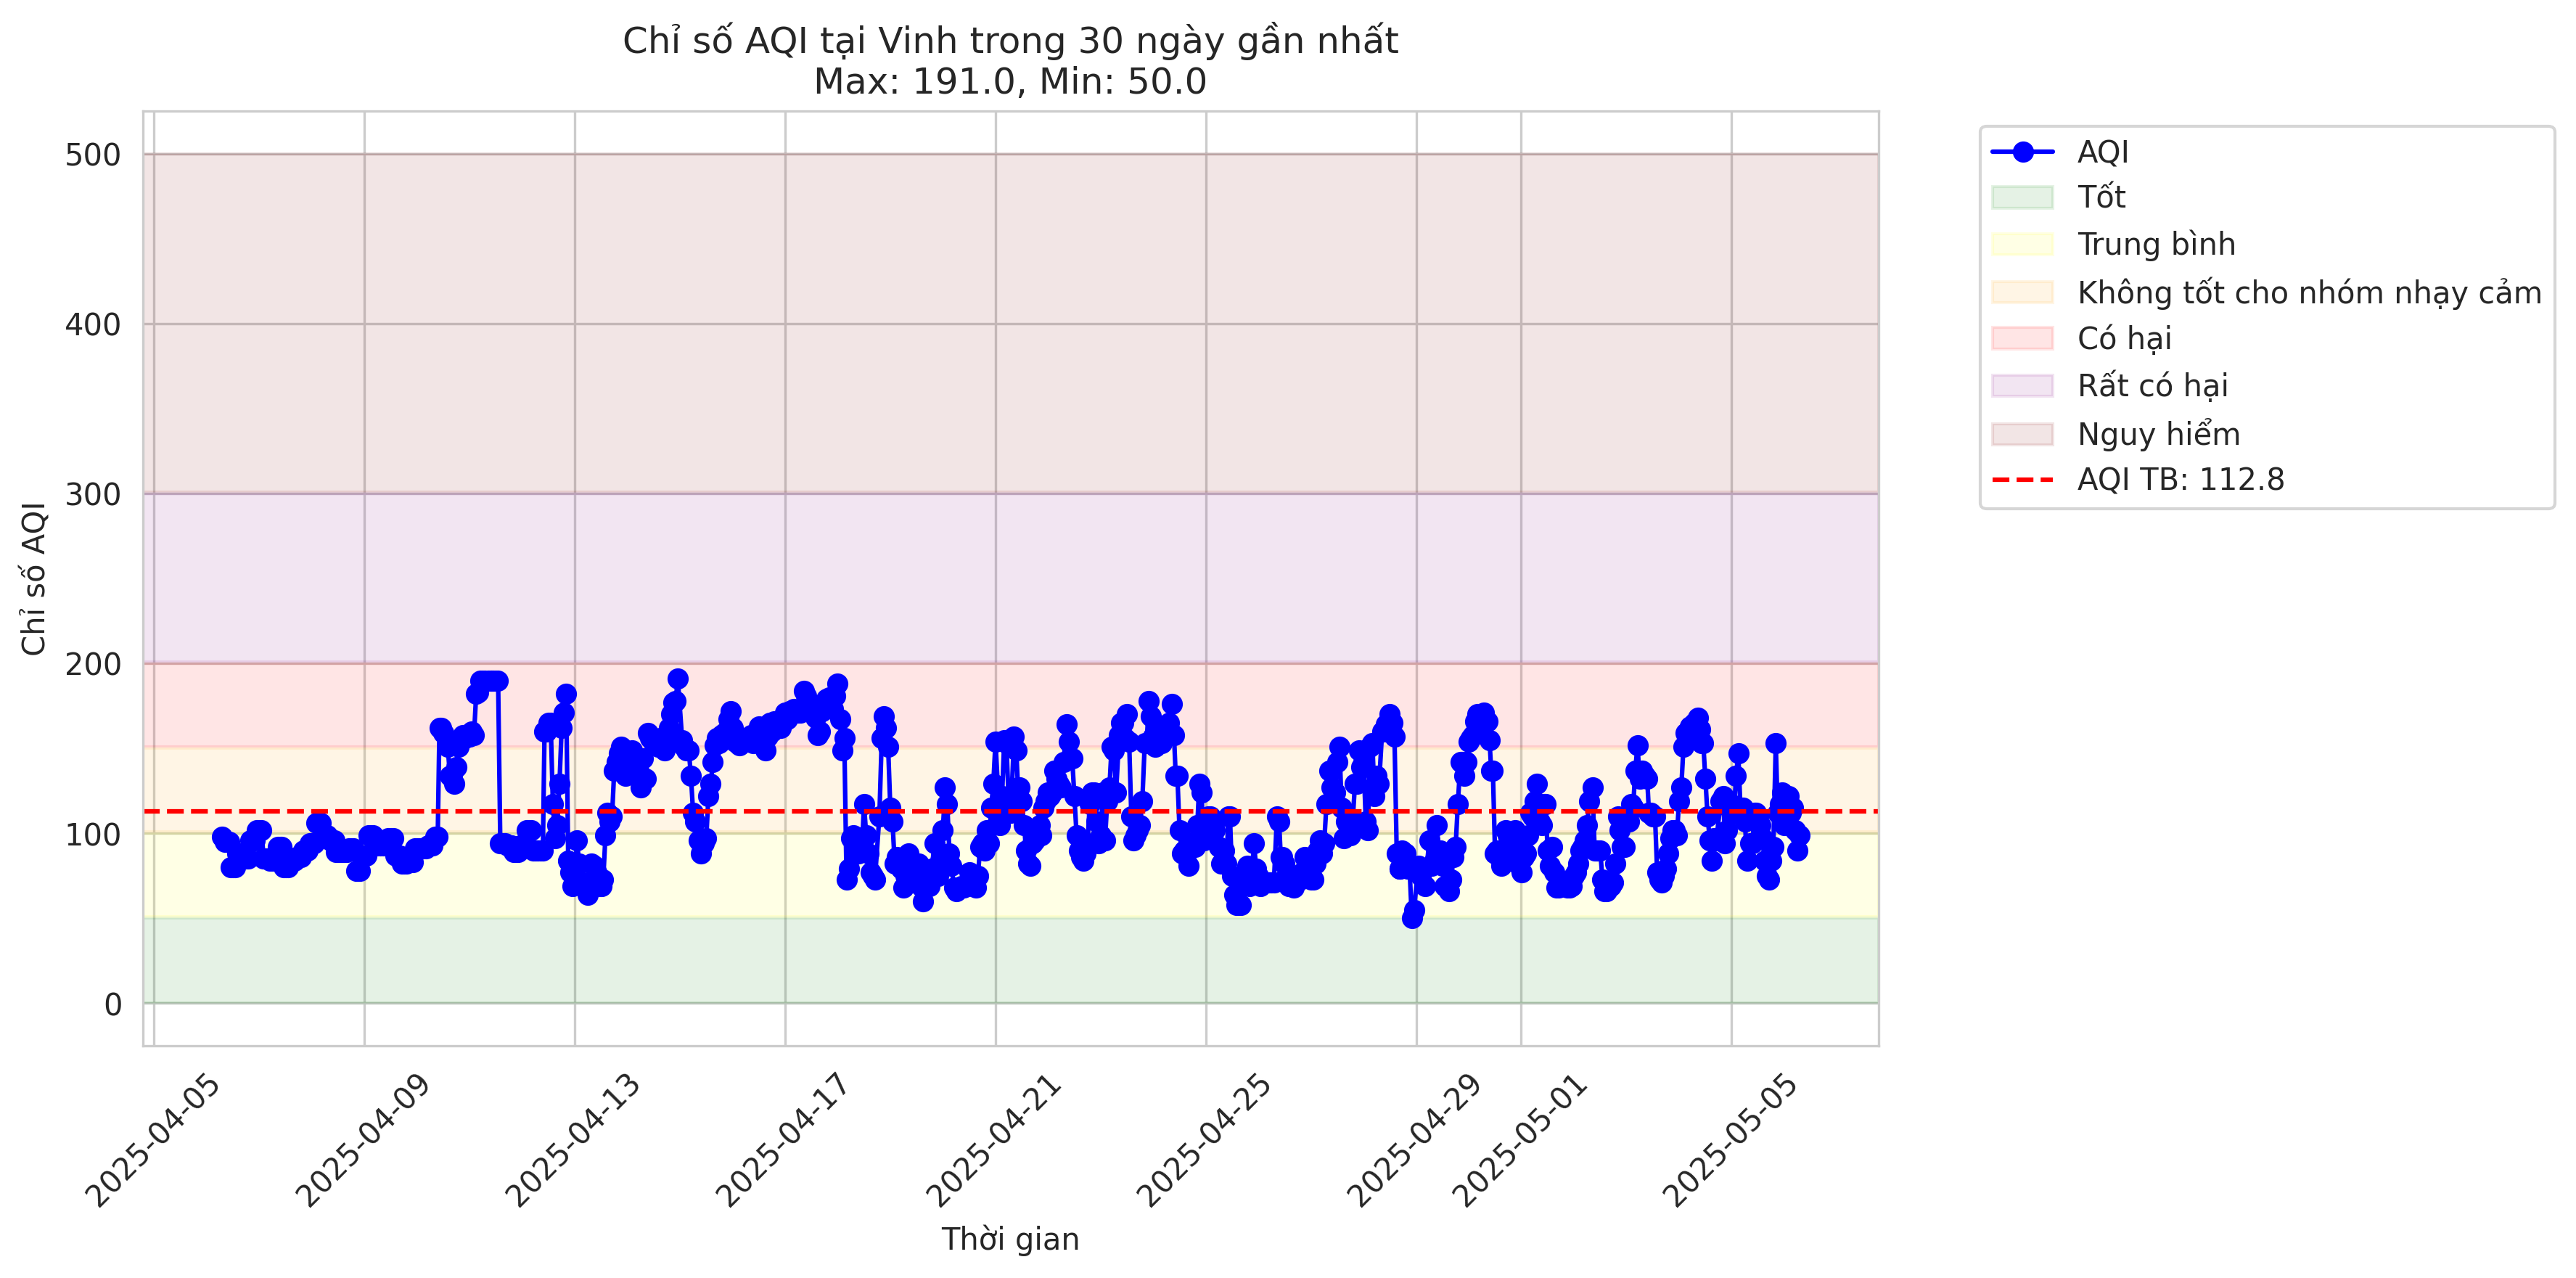 Chỉ số AQI tại Vinh trong 30 ngày gần nhất
Max: 191.0, Min: 50.0
Chỉ số AQI
500
400
300
200
100
0
2025-04-05
2025-04-09
2025-04-13
2025-04-17
2025-04-21
2025-04-25
2025-04-29
2025-05-01
2025-05-05
Thời gian
AQI
Tốt
Trung bình
Không tốt cho nhóm nhạy cảm
Có hại
Rất có hại
Nguy hiểm
AQI TB: 112.8